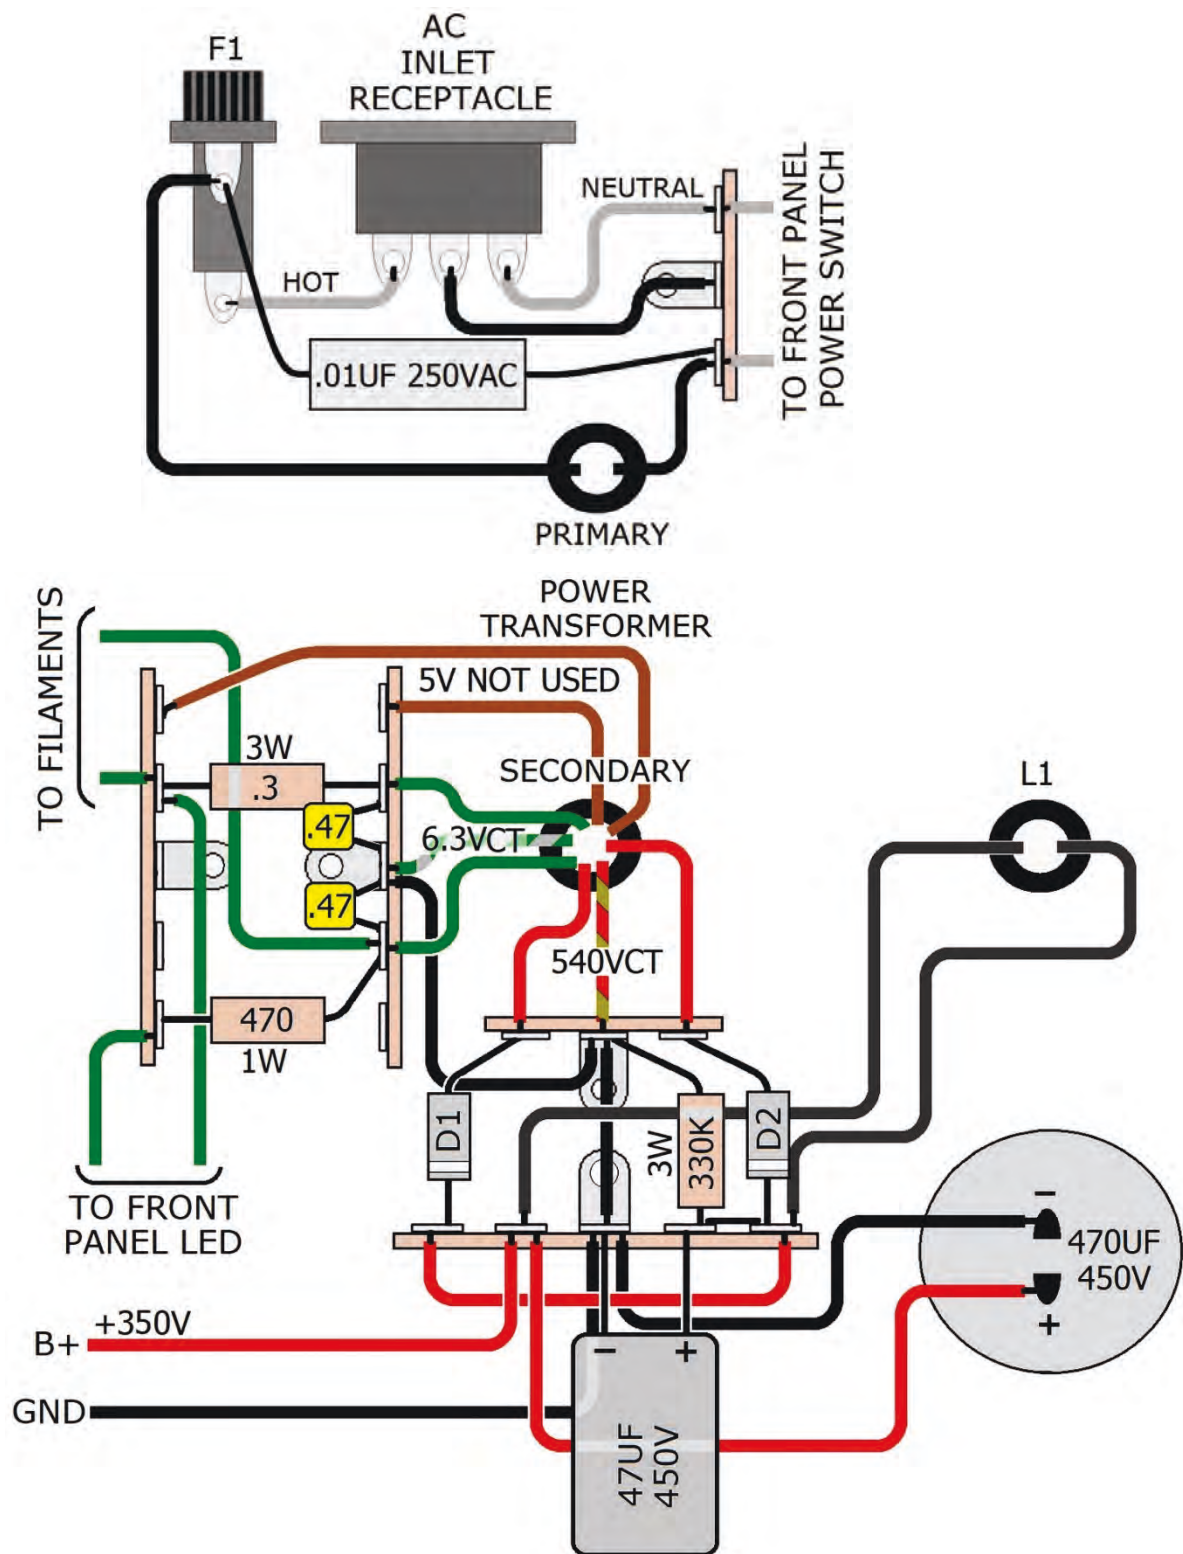 F1
AC
INLET
RECEPTACLE
NEUTRAL
HOT
.01UF 250VAC
TO FRONT PANEL
POWER SWITCH
PRIMARY
POWER
TRANSFORMER
TO FILAMENTS
5V NOT USED
3W
.3
SECONDARY
L1
.47
6.3VCT
.47
540VCT
470
1W
D1
3W
330K
D2
TO FRONT
PANEL LED
-
470UF
450V
+
+350V
B+
- +
GND
47UF
450V